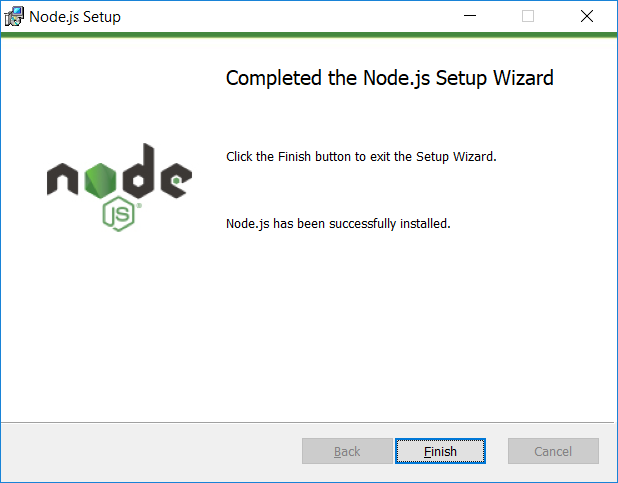 Node.js Setup
Completed the Node.js Setup Wizard
Click the Finish button to exit the Setup Wizard.
node
JS®
Node.js has been successfully installed.
Back
Finish
Cancel